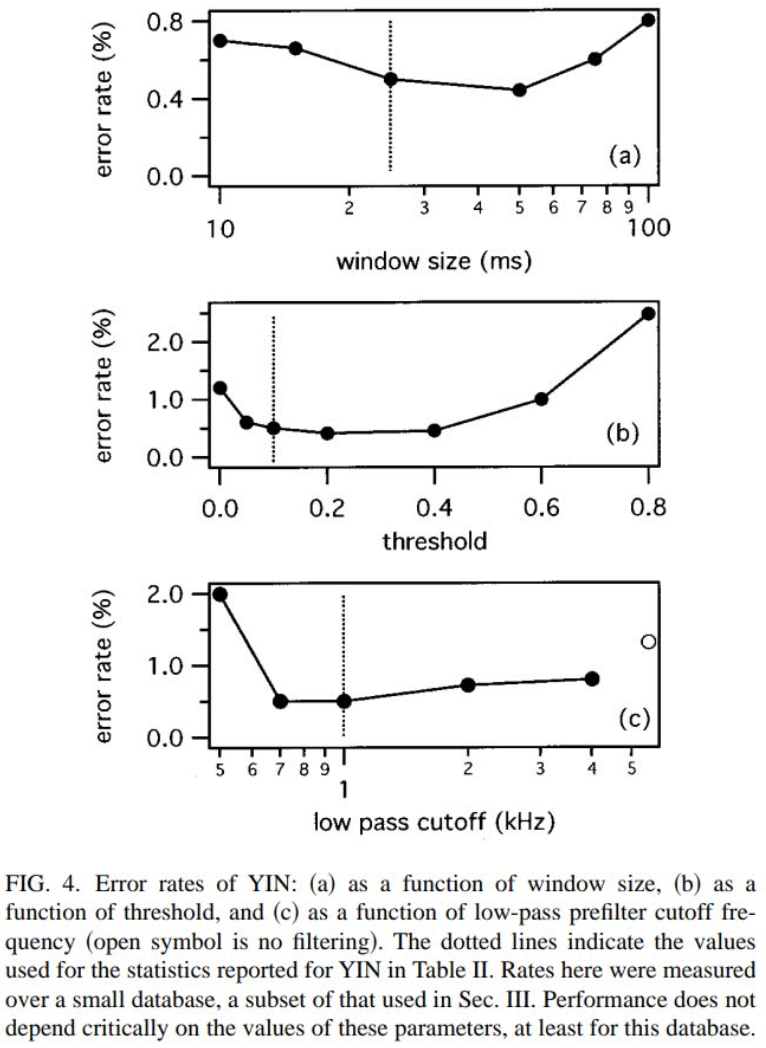 0.8
0.4
0.0
error rate (%)
(a)
2 3 4 5 6 7 8 9
10 100
window size (ms)
2.0
1.0
0.0
error rate (%)
(b)
0.0 0.2 0.4 0.6 0.8
threshold
2.0
1.0
0.0
error rate (%)
(c)
5 6 7 8 9 2 3 4 5
1
low pass cutoff (kHz)
FIG. 4. Error rates of YIN: (a) as a function of window size, (b) as a
function of threshold, and (c) as a function of low-pass prefilter cutoff fre-
quency (open symbol is no filtering). The dotted lines indicate the values
used for the statistics reported for YIN in Table II. Rates here were measured
over a small database, a subset of that used in Sec. III. Performance does not
depend critically on the values of these parameters, at least for this database.